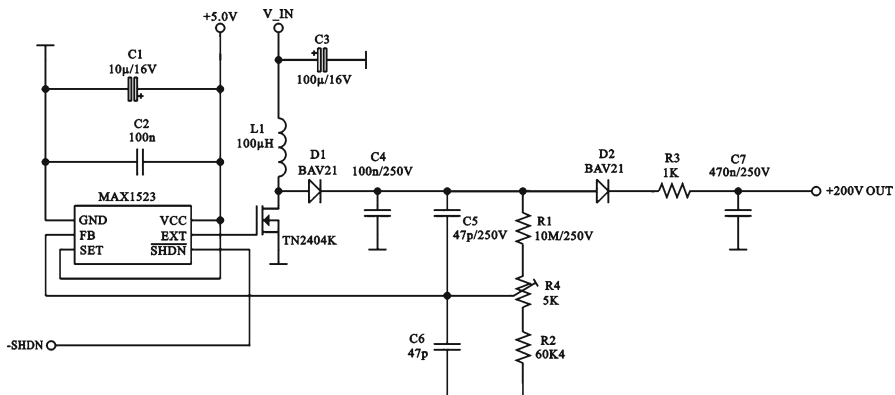 +5.0V
V_IN
C1
10µ/16V
C3
100µ/16V
C2
100n
L1
100µH
D1
BAV21
C4
100n/250V
D2
BAV21
R3
1K
C7
470n/250V
+200V OUT
MAX1523
GND
VCC
FB
EXT
SET
SHDN
TN2404K
C5
47p/250V
R1
10M/250V
R4
5K
C6
47p
R2
60K4
-SHDN